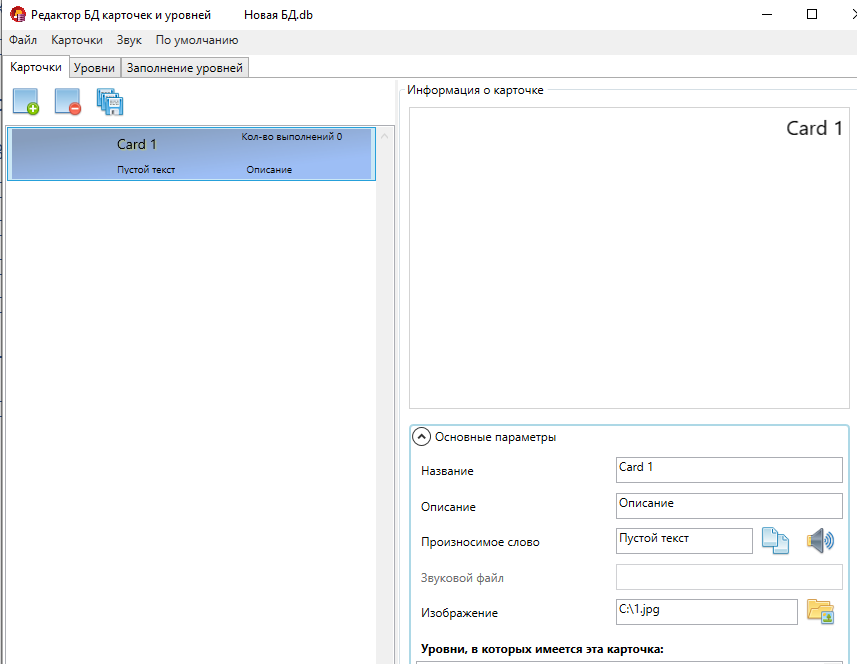 Редактор БД карточек и уровней Новая БД.db
Файл Карточки Звук По умолчанию
Карточки Уровни Заполнение уровней
Информация о карточке
Card 1 Кол-во выполнений 0
Пустой текст Описание
Card 1
Основные параметры
Название Card 1
Описание Описание
Произносимое слово Пустой текст
Звуковой файл
Изображение C:\1.jpg
Уровни, в которых имеется эта карточка: